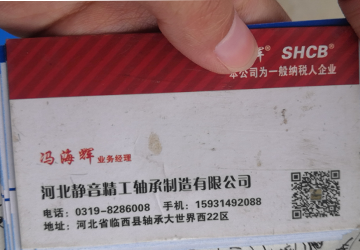 辉® SHCB®
本公司为一般纳税人企业
冯海辉 业务经理
河北静音精工轴承制造有限公司
电话：0319-8286008 手机：15931492088
地址：河北省临西县轴承大世界西22区